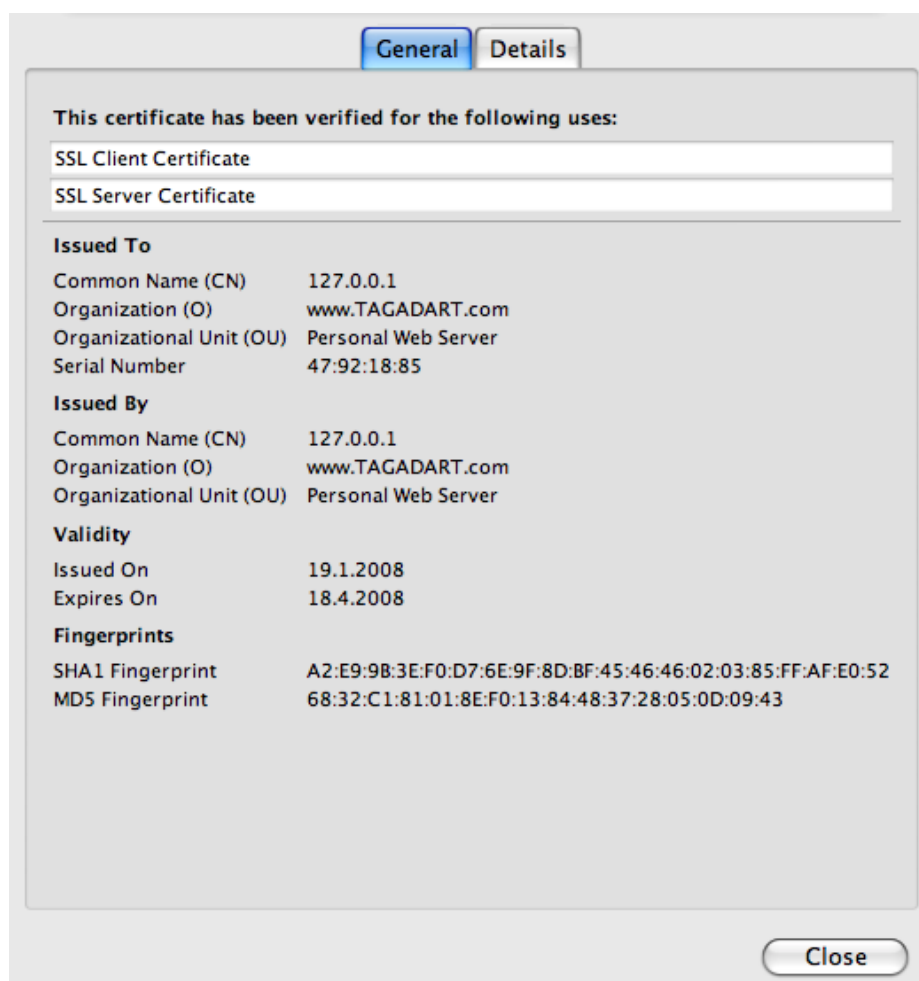 General Details
This certificate has been verified for the following uses:
SSL Client Certificate
SSL Server Certificate
Issued To
Common Name (CN) 127.0.0.1
Organization (O) www.TAGADART.com
Organizational Unit (OU) Personal Web Server
Serial Number 47:92:18:85
Issued By
Common Name (CN) 127.0.0.1
Organization (O) www.TAGADART.com
Organizational Unit (OU) Personal Web Server
Validity
Issued On 19.1.2008
Expires On 18.4.2008
Fingerprints
SHA1 Fingerprint A2:E9:9B:3E:F0:D7:6E:9F:8D:BF:45:46:46:02:03:85:FF:AF:E0:52
MD5 Fingerprint 68:32:C1:81:01:8E:F0:13:84:48:37:28:05:0D:09:43
Close